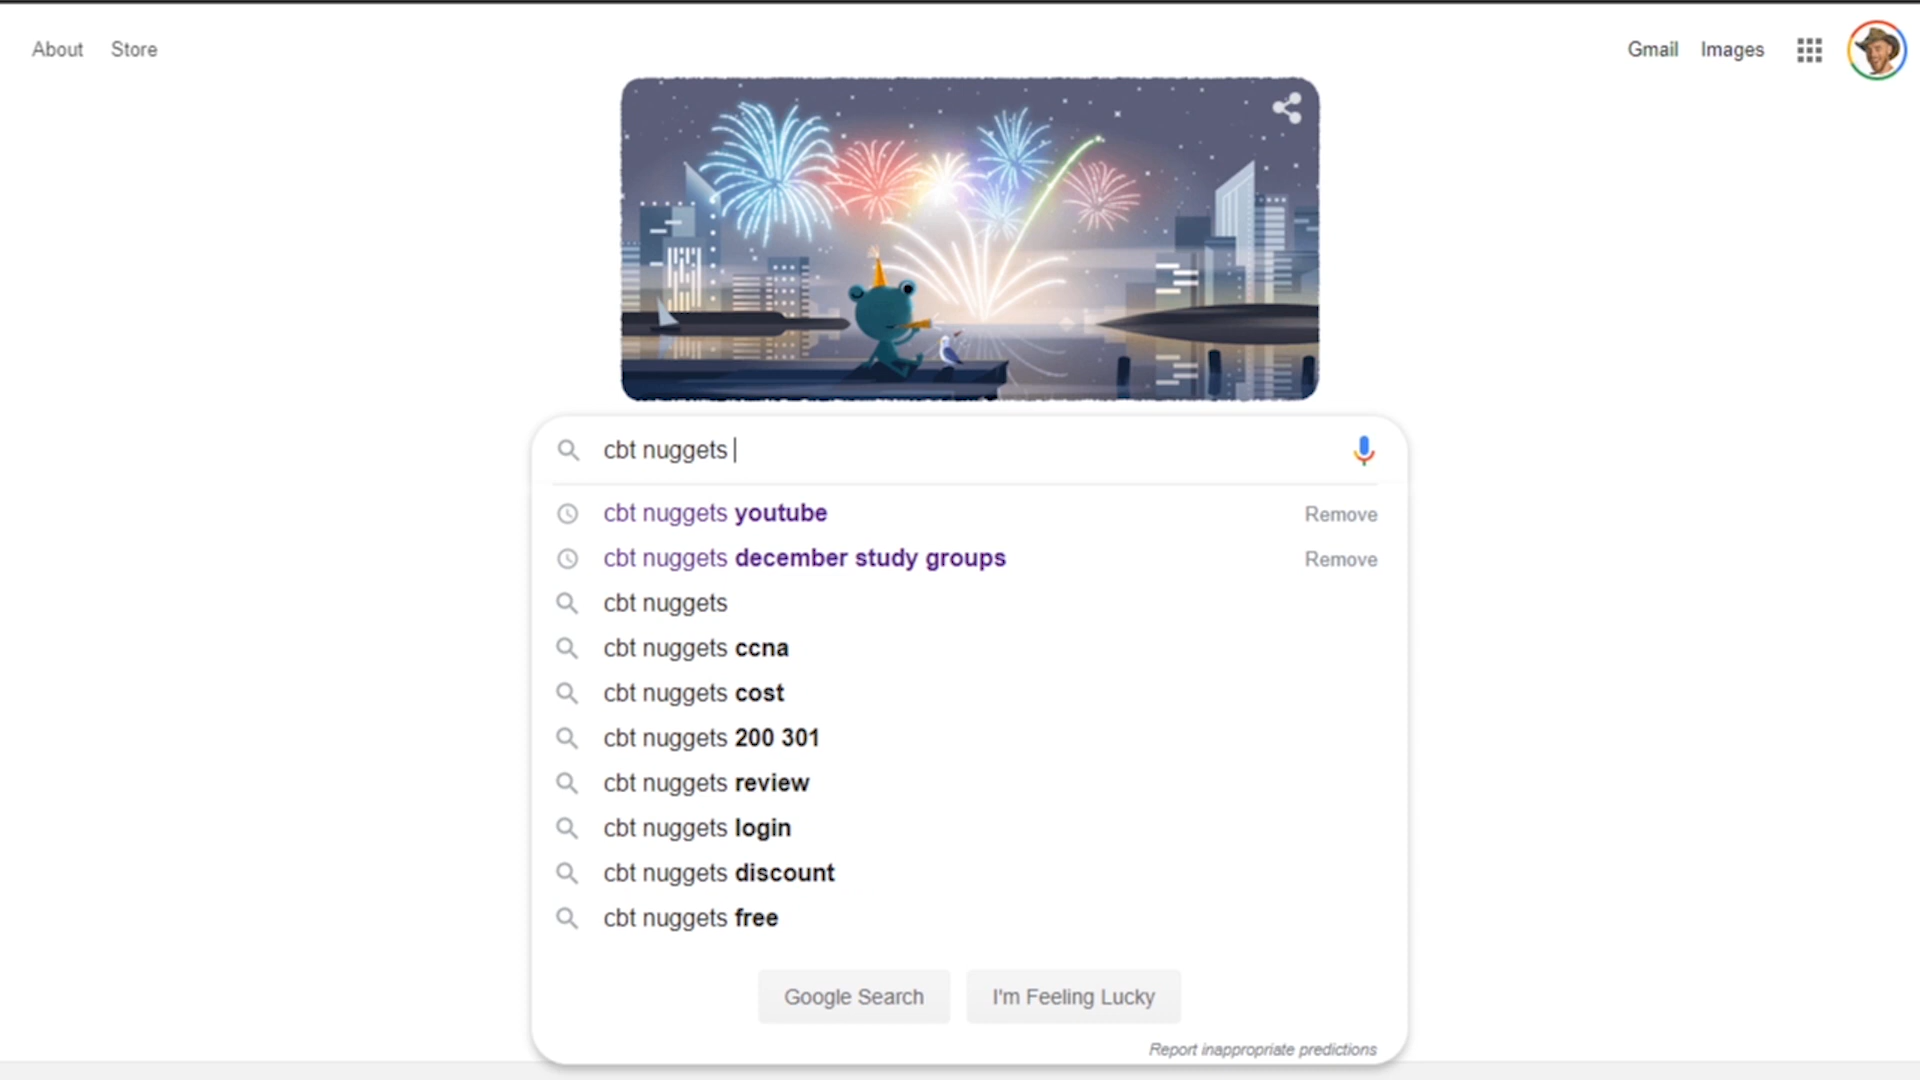 About Store Gmail Images
cbt nuggets
cbt nuggets youtube Remove
cbt nuggets december study groups Remove
cbt nuggets
cbt nuggets ccna
cbt nuggets cost
cbt nuggets 200 301
cbt nuggets review
cbt nuggets login
cbt nuggets discount
cbt nuggets free
Google Search I'm Feeling Lucky
Report inappropriate predictions